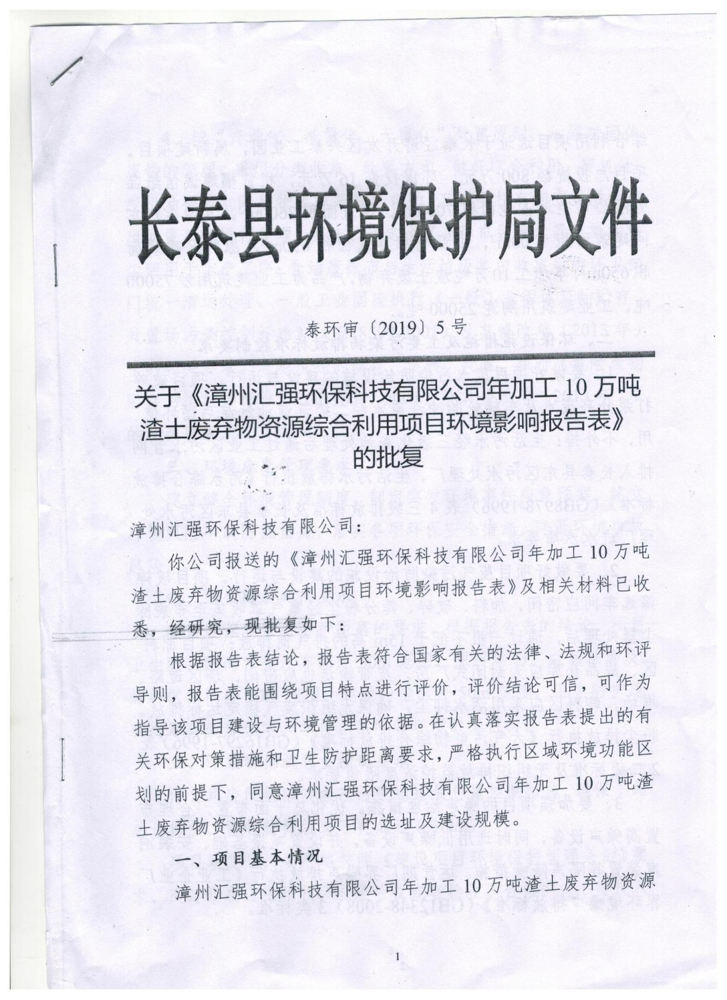 长泰县环境保护局文件
泰环审〔2019〕5号
关于《漳州汇强环保科技有限公司年加工10万吨
渣土废弃物资源综合利用项目环境影响报告表》
的批复
漳州汇强环保科技有限公司：
你公司报送的《漳州汇强环保科技有限公司年加工10万吨
渣土废弃物资源综合利用项目环境影响报告表》及相关材料已收
悉，经研究，现批复如下：
根据报告表结论，报告表符合国家有关的法律、法规和环评
导则，报告表能围绕项目特点进行评价，评价结论可信，可作为
指导该项目建设与环境管理的依据。在认真落实报告表提出的有
关环保对策措施和卫生防护距离要求，严格执行区域环境功能区
划的前提下，同意漳州汇强环保科技有限公司年加工10万吨渣
土废弃物资源综合利用项目的选址及建设规模。
一、项目基本情况
漳州汇强环保科技有限公司年加工10万吨渣土废弃物资源
1